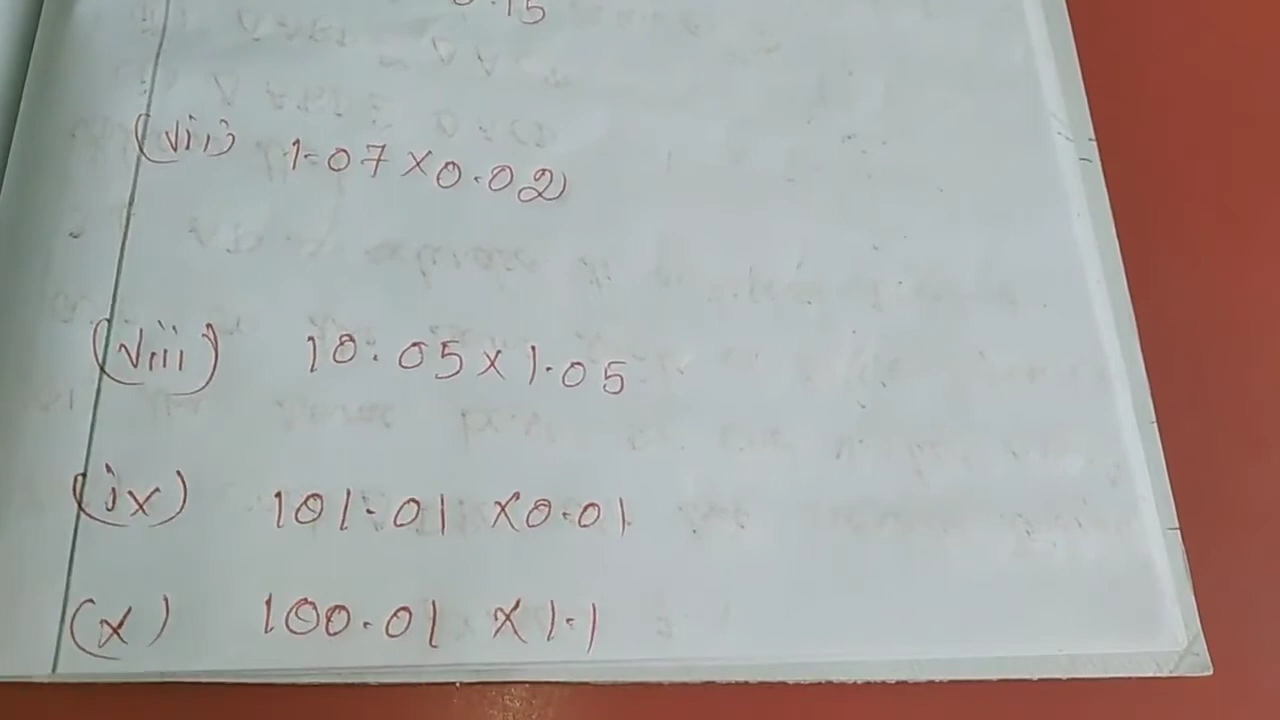 .15
(vii) 1.07×0.02
(viii) 10.05×1.05
(ix) 101.01 ×0.01
(x) 100.01 ×1.1